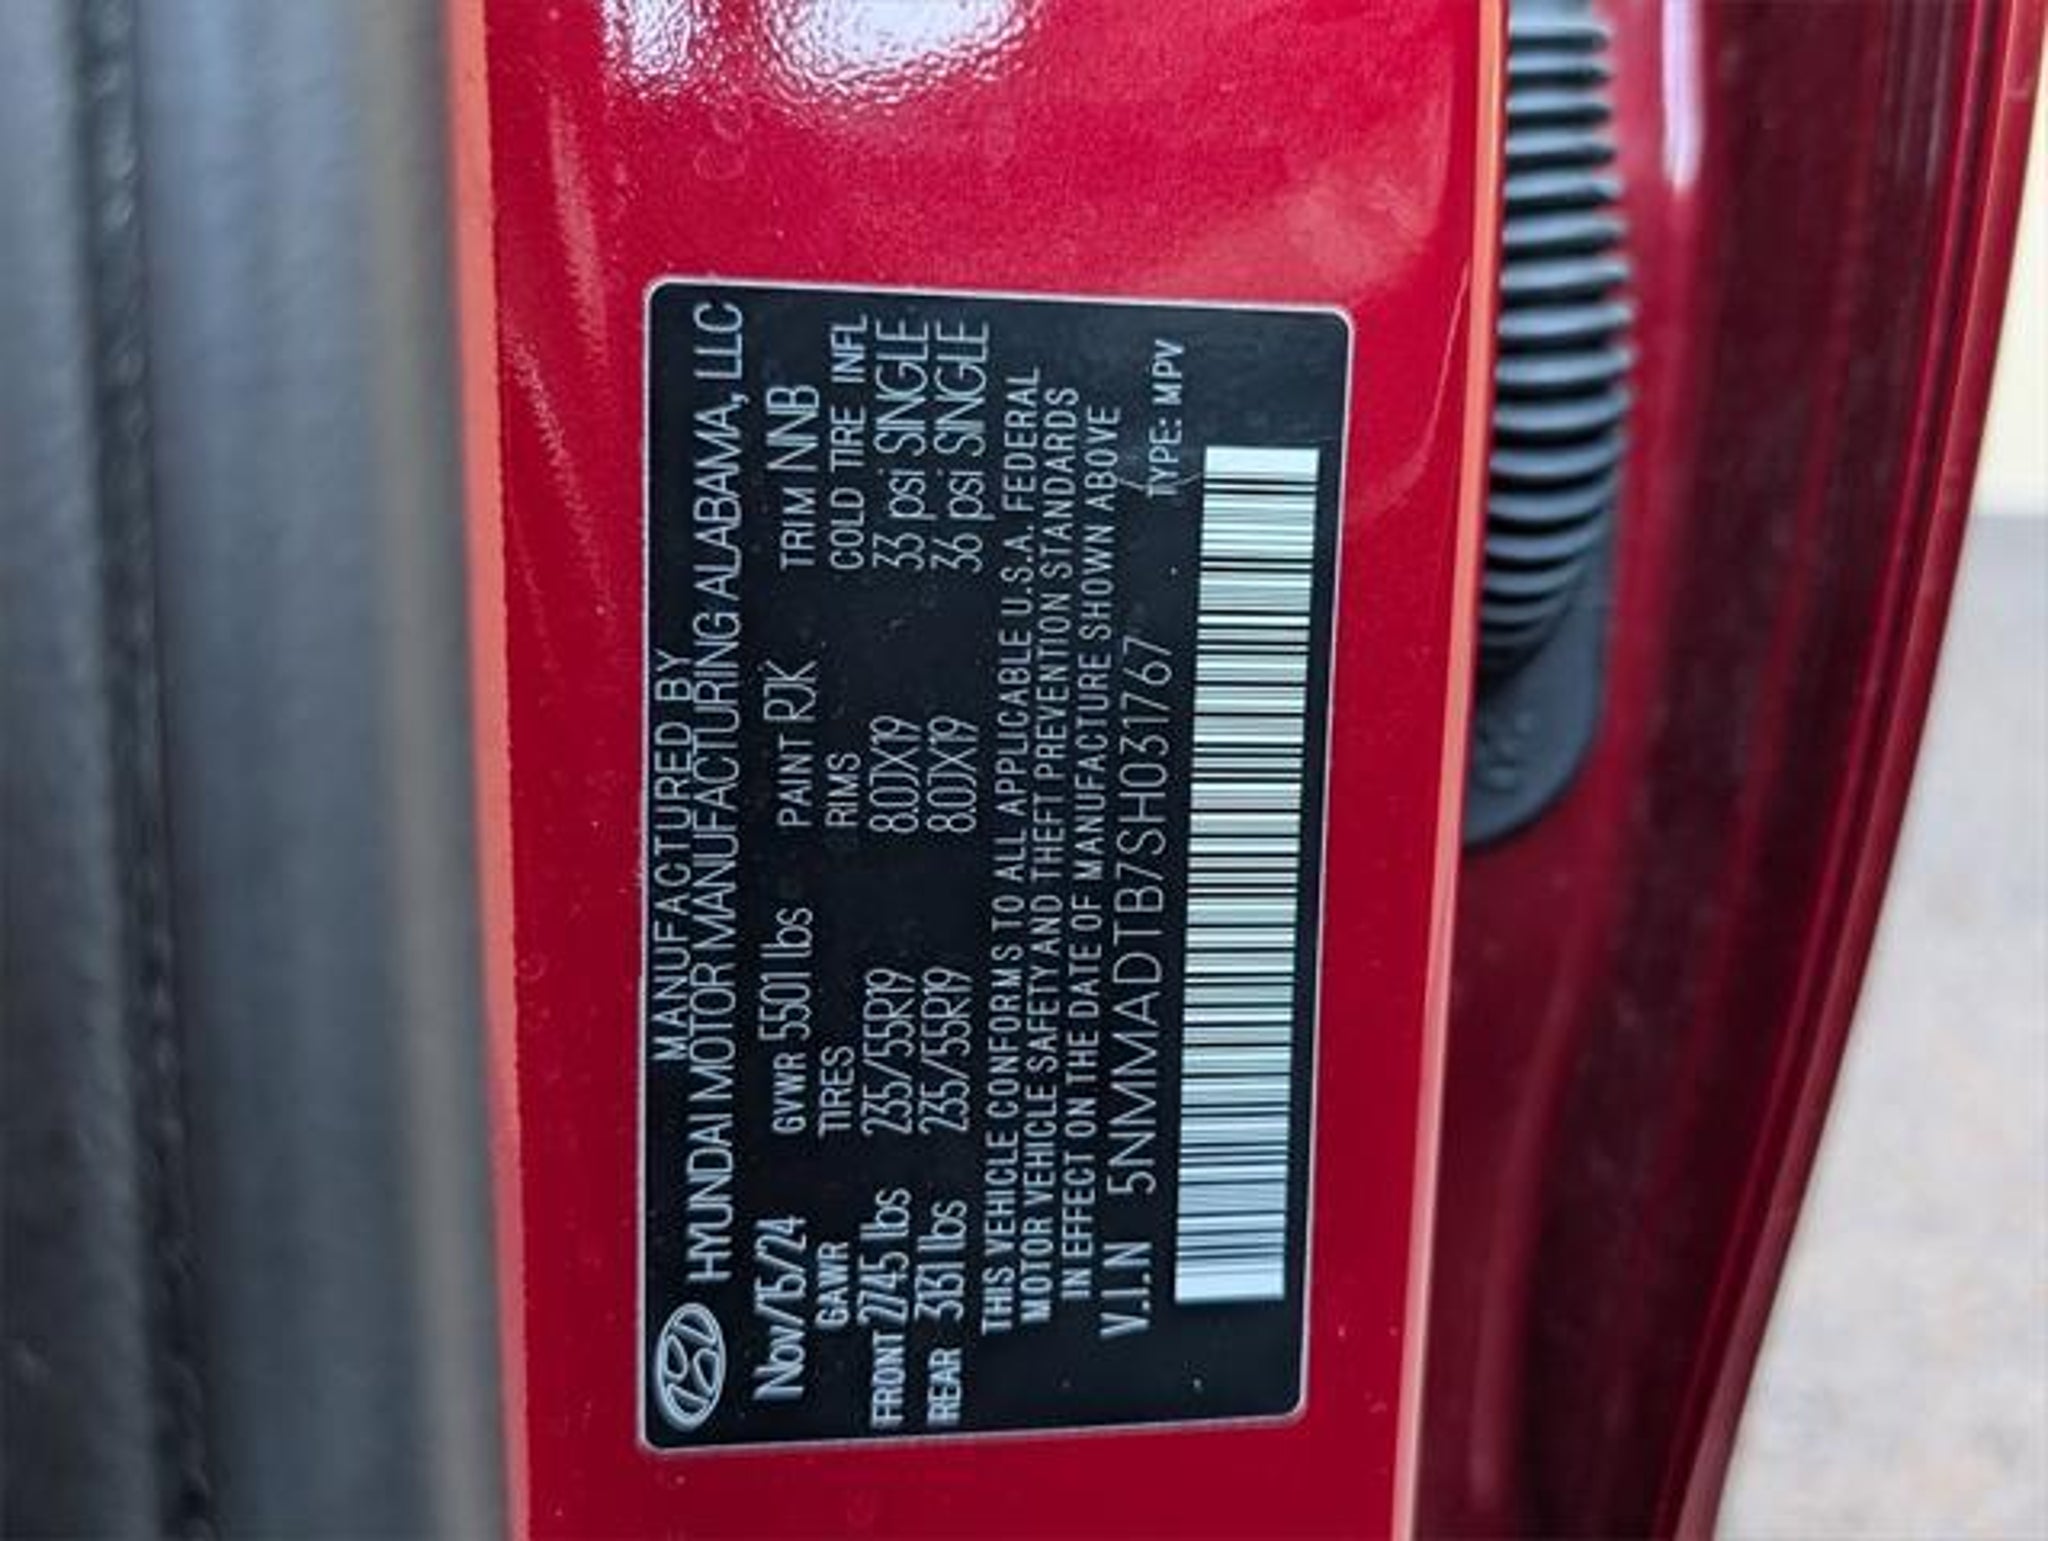 MANUFACTURED BY
HYUNDAI MOTOR MANUFACTURING ALABAMA, LLC
Nov/15/24 GVWR 5501 lbs PAINT RJK TRIM NNB
GAWR TIRES RIMS COLD TIRE INFL
FRONT 2745 lbs 235/55R19 8.0JX19 33 psi SINGLE
REAR 3131 lbs 235/55R19 8.0JX19 36 psi SINGLE
THIS VEHICLE CONFORMS TO ALL APPLICABLE U.S.A. FEDERAL
MOTOR VEHICLE SAFETY AND THEFT PREVENTION STANDARDS
IN EFFECT ON THE DATE OF MANUFACTURE SHOWN ABOVE
V.I.N 5NMMADTB7SH031767 TYPE: MPV